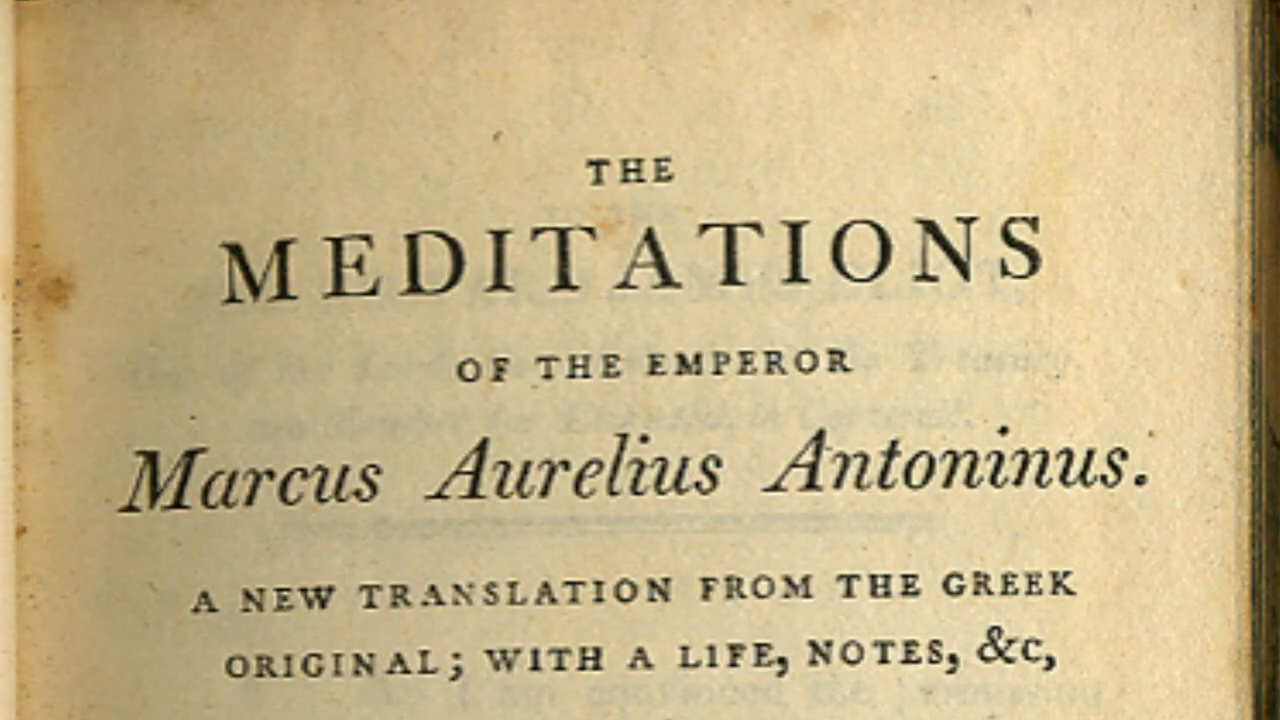 THE
MEDITATIONS
OF THE EMPEROR
Marcus Aurelius Antoninus.
A NEW TRANSLATION FROM THE GREEK
ORIGINAL; WITH A LIFE, NOTES, &c,